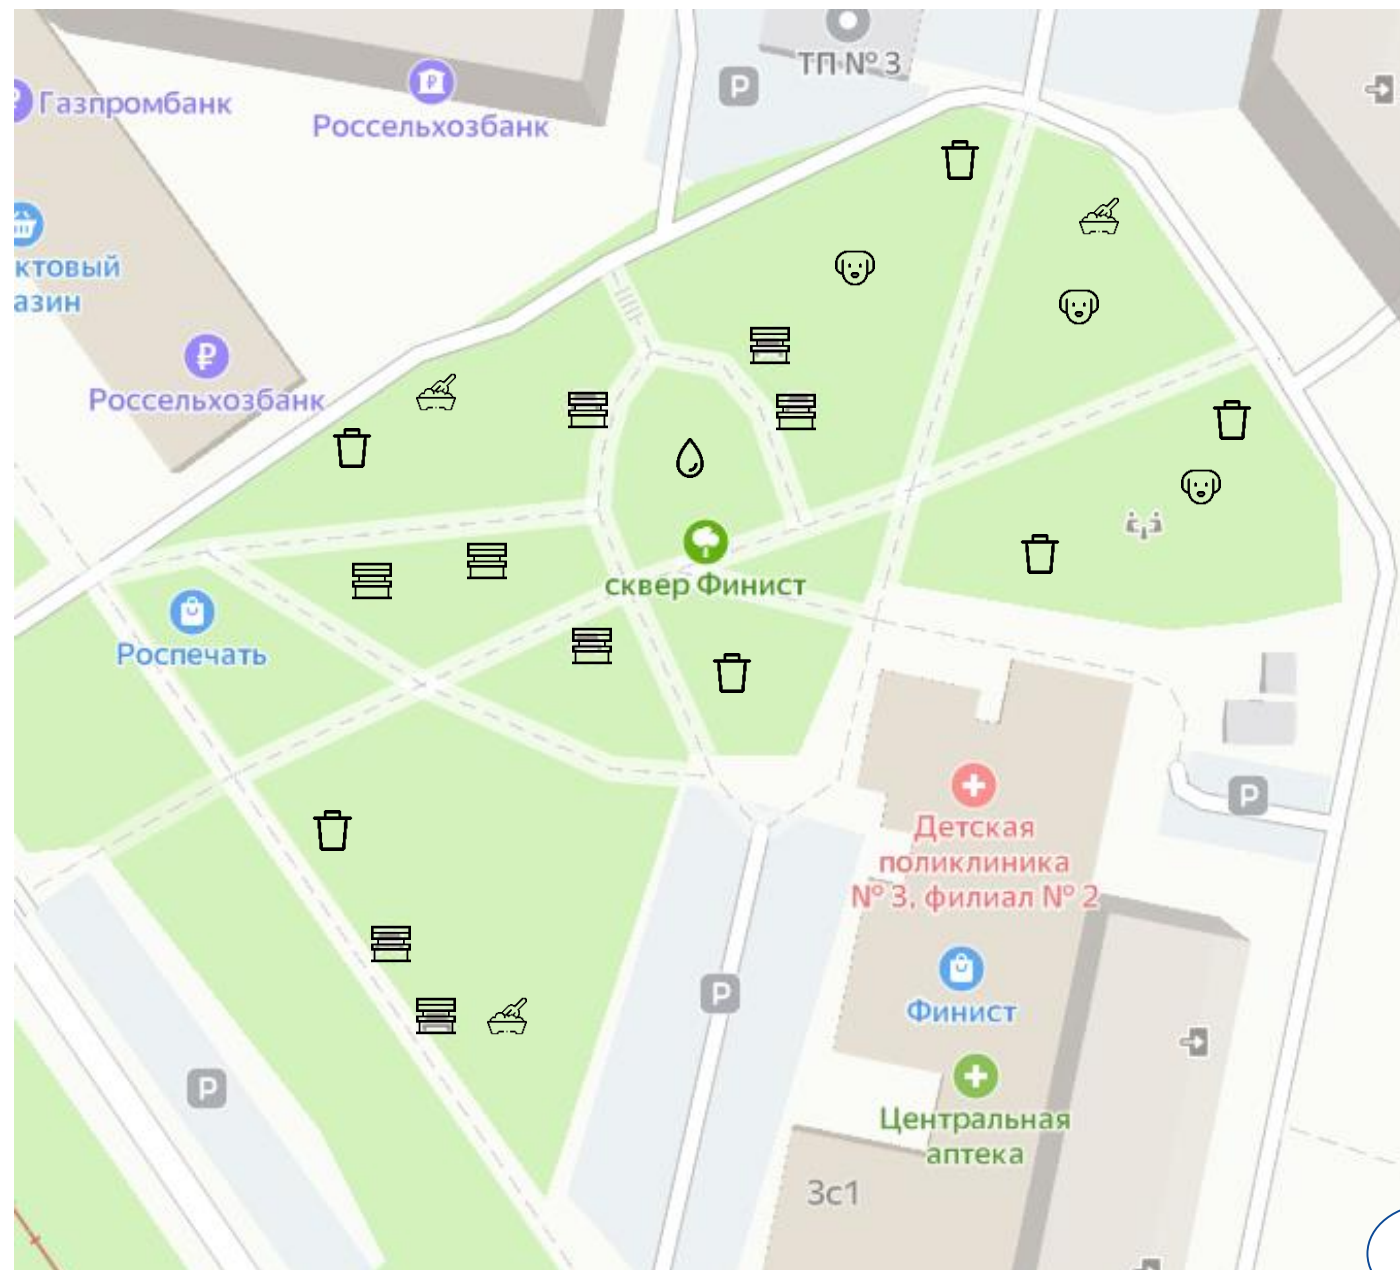 ТП № 3
P
Газпромбанк
Россельхозбанк
ктовый
азин
Россельхозбанк
сквер Финист
Роспечать
P
Детская
поликлиника
№ 3, филиал № 2
P
Финист
P
Центральная
аптека
3с1